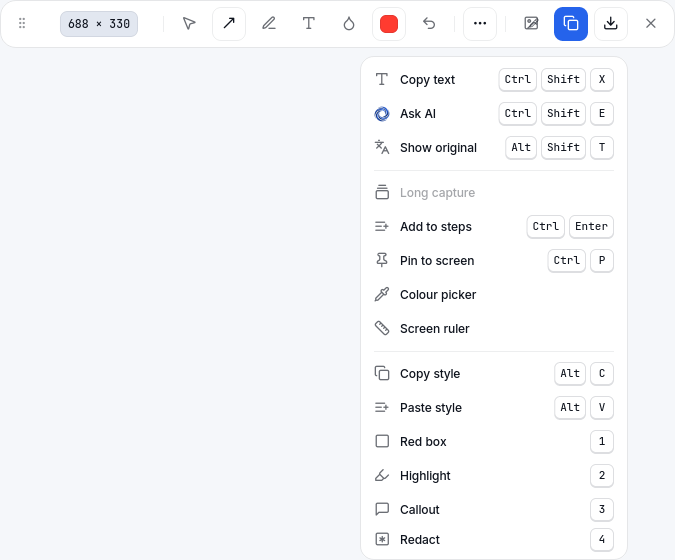 688 × 330
Copy text Ctrl Shift X
Ask AI Ctrl Shift E
Show original Alt Shift T
Long capture
Add to steps Ctrl Enter
Pin to screen Ctrl P
Colour picker
Screen ruler
Copy style Alt C
Paste style Alt V
Red box 1
Highlight 2
Callout 3
Redact 4